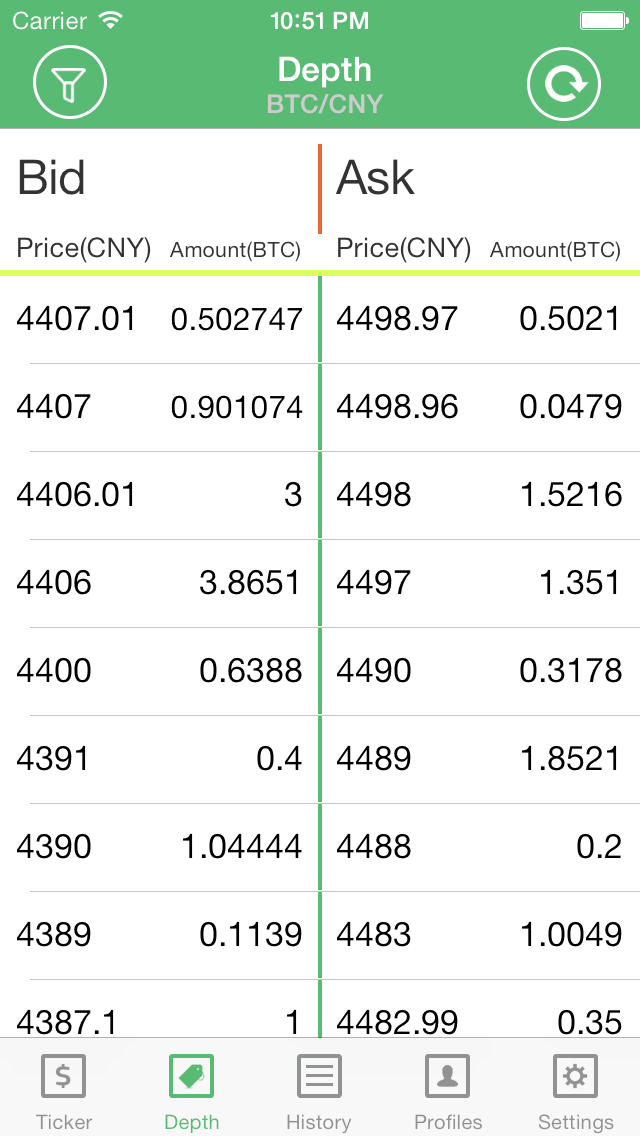 Carrier 10:51 PM
Depth
BTC/CNY
Bid Ask
Price(CNY) Amount(BTC) Price(CNY) Amount(BTC)
4407.01 0.502747 4498.97 0.5021
4407 0.901074 4498.96 0.0479
4406.01 3 4498 1.5216
4406 3.8651 4497 1.351
4400 0.6388 4490 0.3178
4391 0.4 4489 1.8521
4390 1.04444 4488 0.2
4389 0.1139 4483 1.0049
4387.1 1 4482.99 0.35
$
Ticker Depth History Profiles Settings